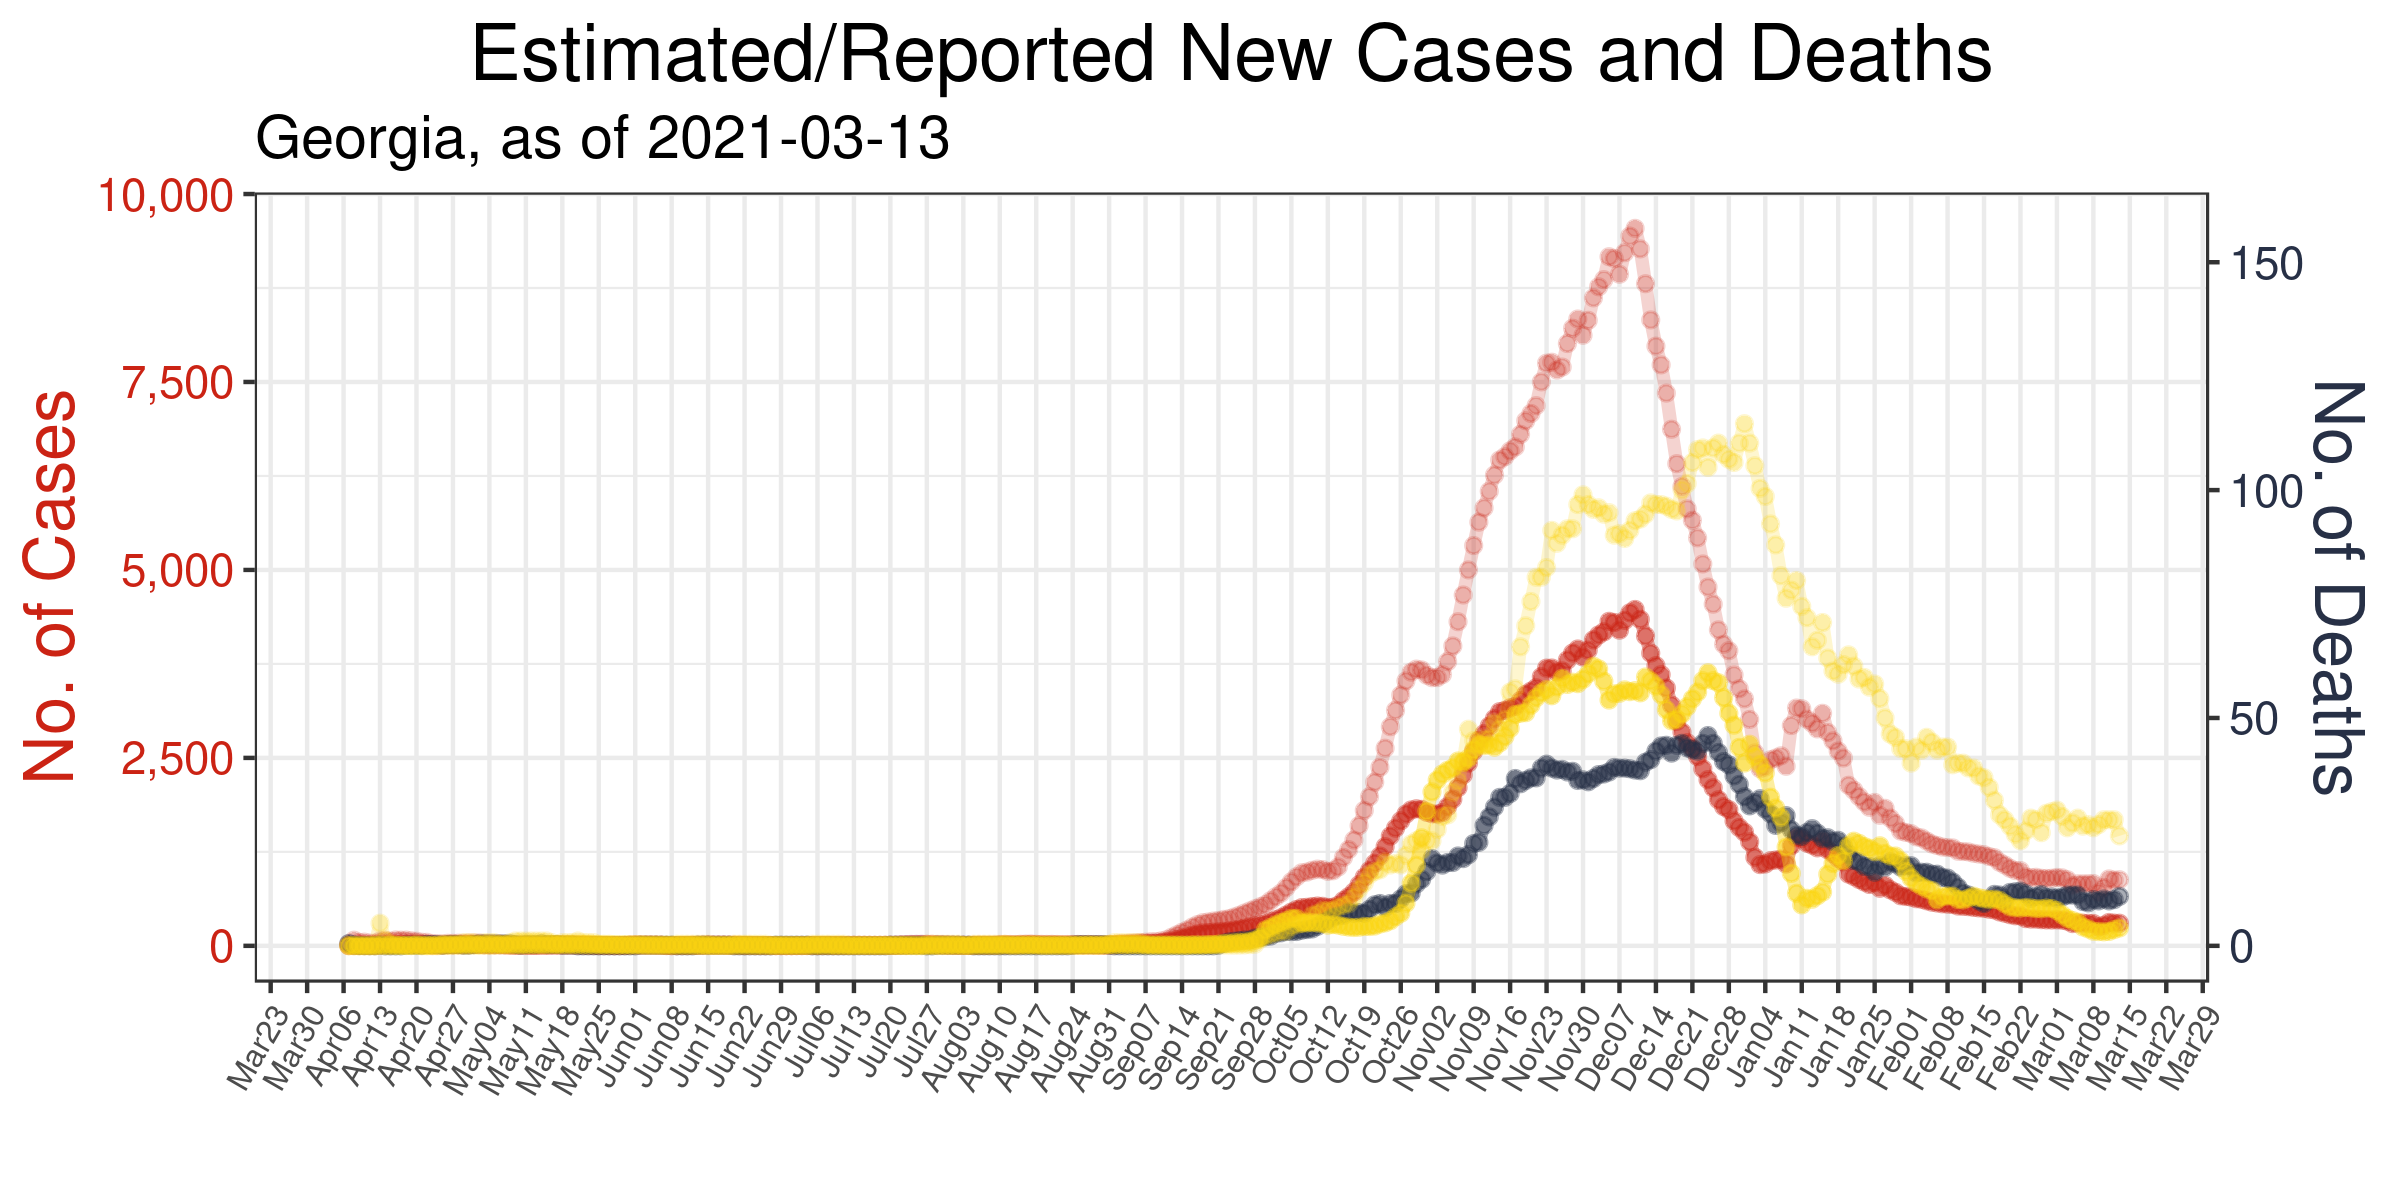 Estimated/Reported New Cases and Deaths
Georgia, as of 2021-03-13
No. of Cases
10,000
7,500
5,000
2,500
0
150
100
50
0
No. of Deaths
Mar23
Mar30
Apr06
Apr13
Apr20
Apr27
May04
May11
May18
May25
Jun01
Jun08
Jun15
Jun22
Jun29
Jul06
Jul13
Jul20
Jul27
Aug03
Aug10
Aug17
Aug24
Aug31
Sep07
Sep14
Sep21
Sep28
Oct05
Oct12
Oct19
Oct26
Nov02
Nov09
Nov16
Nov23
Nov30
Dec07
Dec14
Dec21
Dec28
Jan04
Jan11
Jan18
Jan25
Feb01
Feb08
Feb15
Feb22
Mar01
Mar08
Mar15
Mar22
Mar29